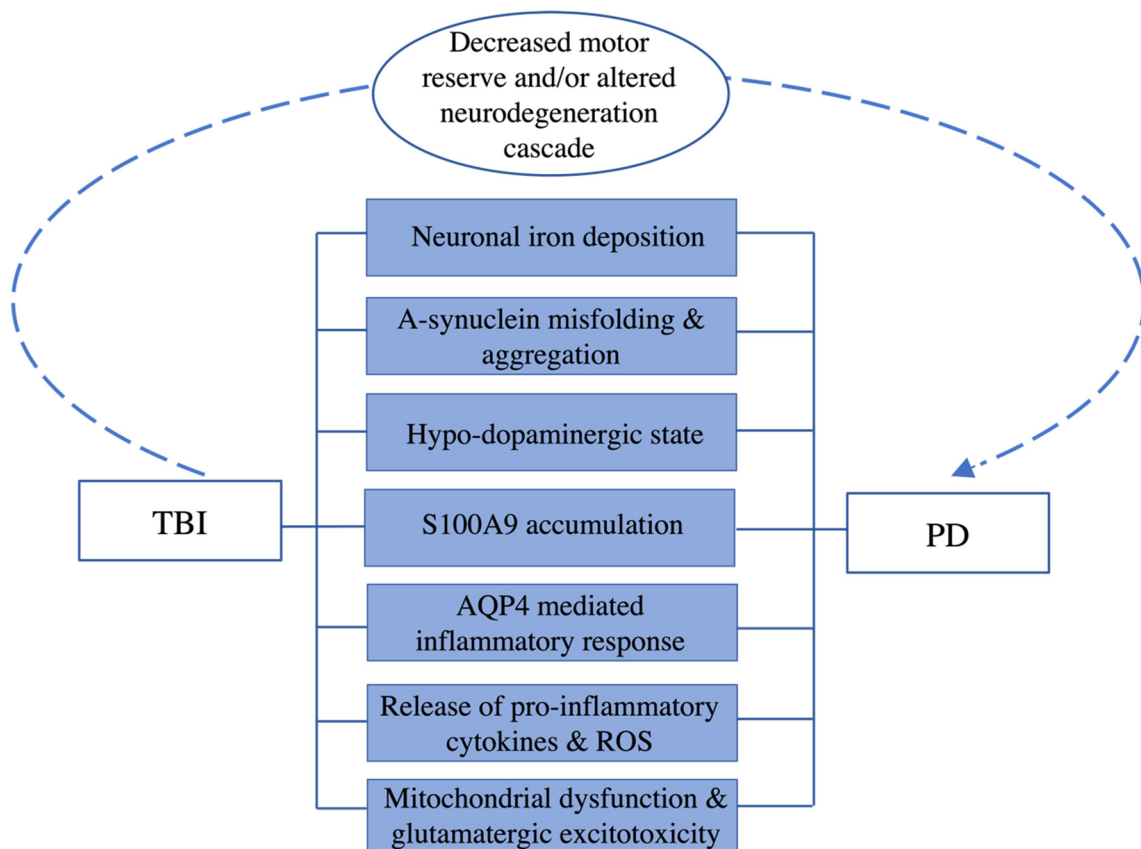 Decreased motor
reserve and/or altered
neurodegeneration
cascade
Neuronal iron deposition
A-synuclein misfolding &
aggregation
Hypo-dopaminergic state
TBI
S100A9 accumulation
PD
AQP4 mediated
inflammatory response
Release of pro-inflammatory
cytokines & ROS
Mitochondrial dysfunction &
glutamatergic excitotoxicity